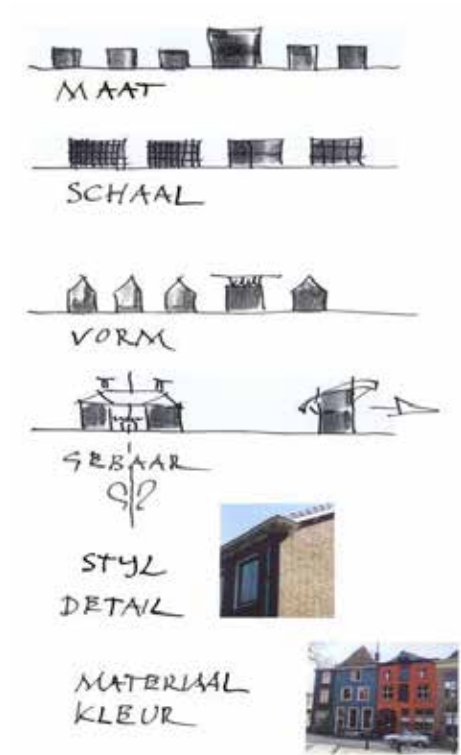 MAAT
SCHAAL
VORM
GEBAAR
STYL
DETAIL
MATERIAAL
KLEUR